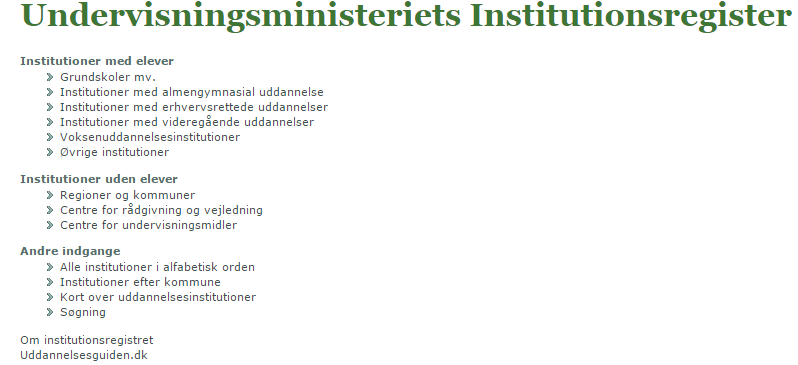 Undervisningsministeriets Institutionsregister
Institutioner med elever
Grundskoler mv.
Institutioner med almengymnasial uddannelse
Institutioner med erhvervsrettede uddannelser
Institutioner med videregående uddannelser
Voksenuddannelsesinstitutioner
Øvrige institutioner
Institutioner uden elever
Regioner og kommuner
Centre for rådgivning og vejledning
Centre for undervisningsmidler
Andre indgange
Alle institutioner i alfabetisk orden
Institutioner efter kommune
Kort over uddannelsesinstitutioner
Søgning
Om institutionsregistret
Uddannelsesguiden.dk